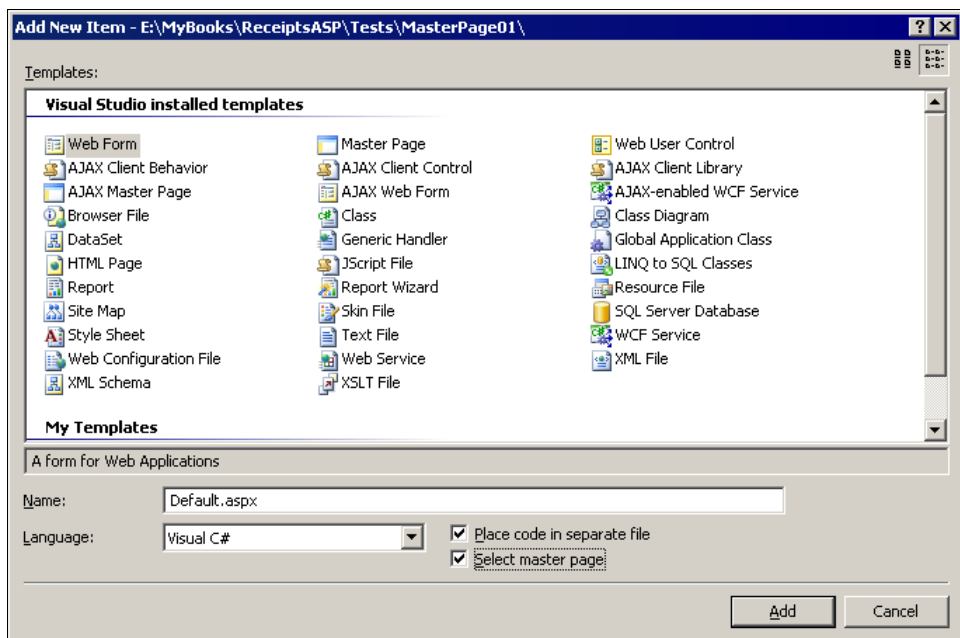 Add New Item - E:\MyBooks\ReceiptsASP\Tests\MasterPage01\
Templates:
Visual Studio installed templates
Web Form Master Page Web User Control
AJAX Client Behavior AJAX Client Control AJAX Client Library
AJAX Master Page AJAX Web Form AJAX-enabled WCF Service
Browser File Class Class Diagram
DataSet Generic Handler Global Application Class
HTML Page JScript File LINQ to SQL Classes
Report Report Wizard Resource File
Site Map Skin File SQL Server Database
Style Sheet Text File WCF Service
Web Configuration File Web Service XML File
XML Schema XSLT File
My Templates
A form for Web Applications
Name: Default.aspx
Language: Visual C# Place code in separate file
Select master page
Add Cancel